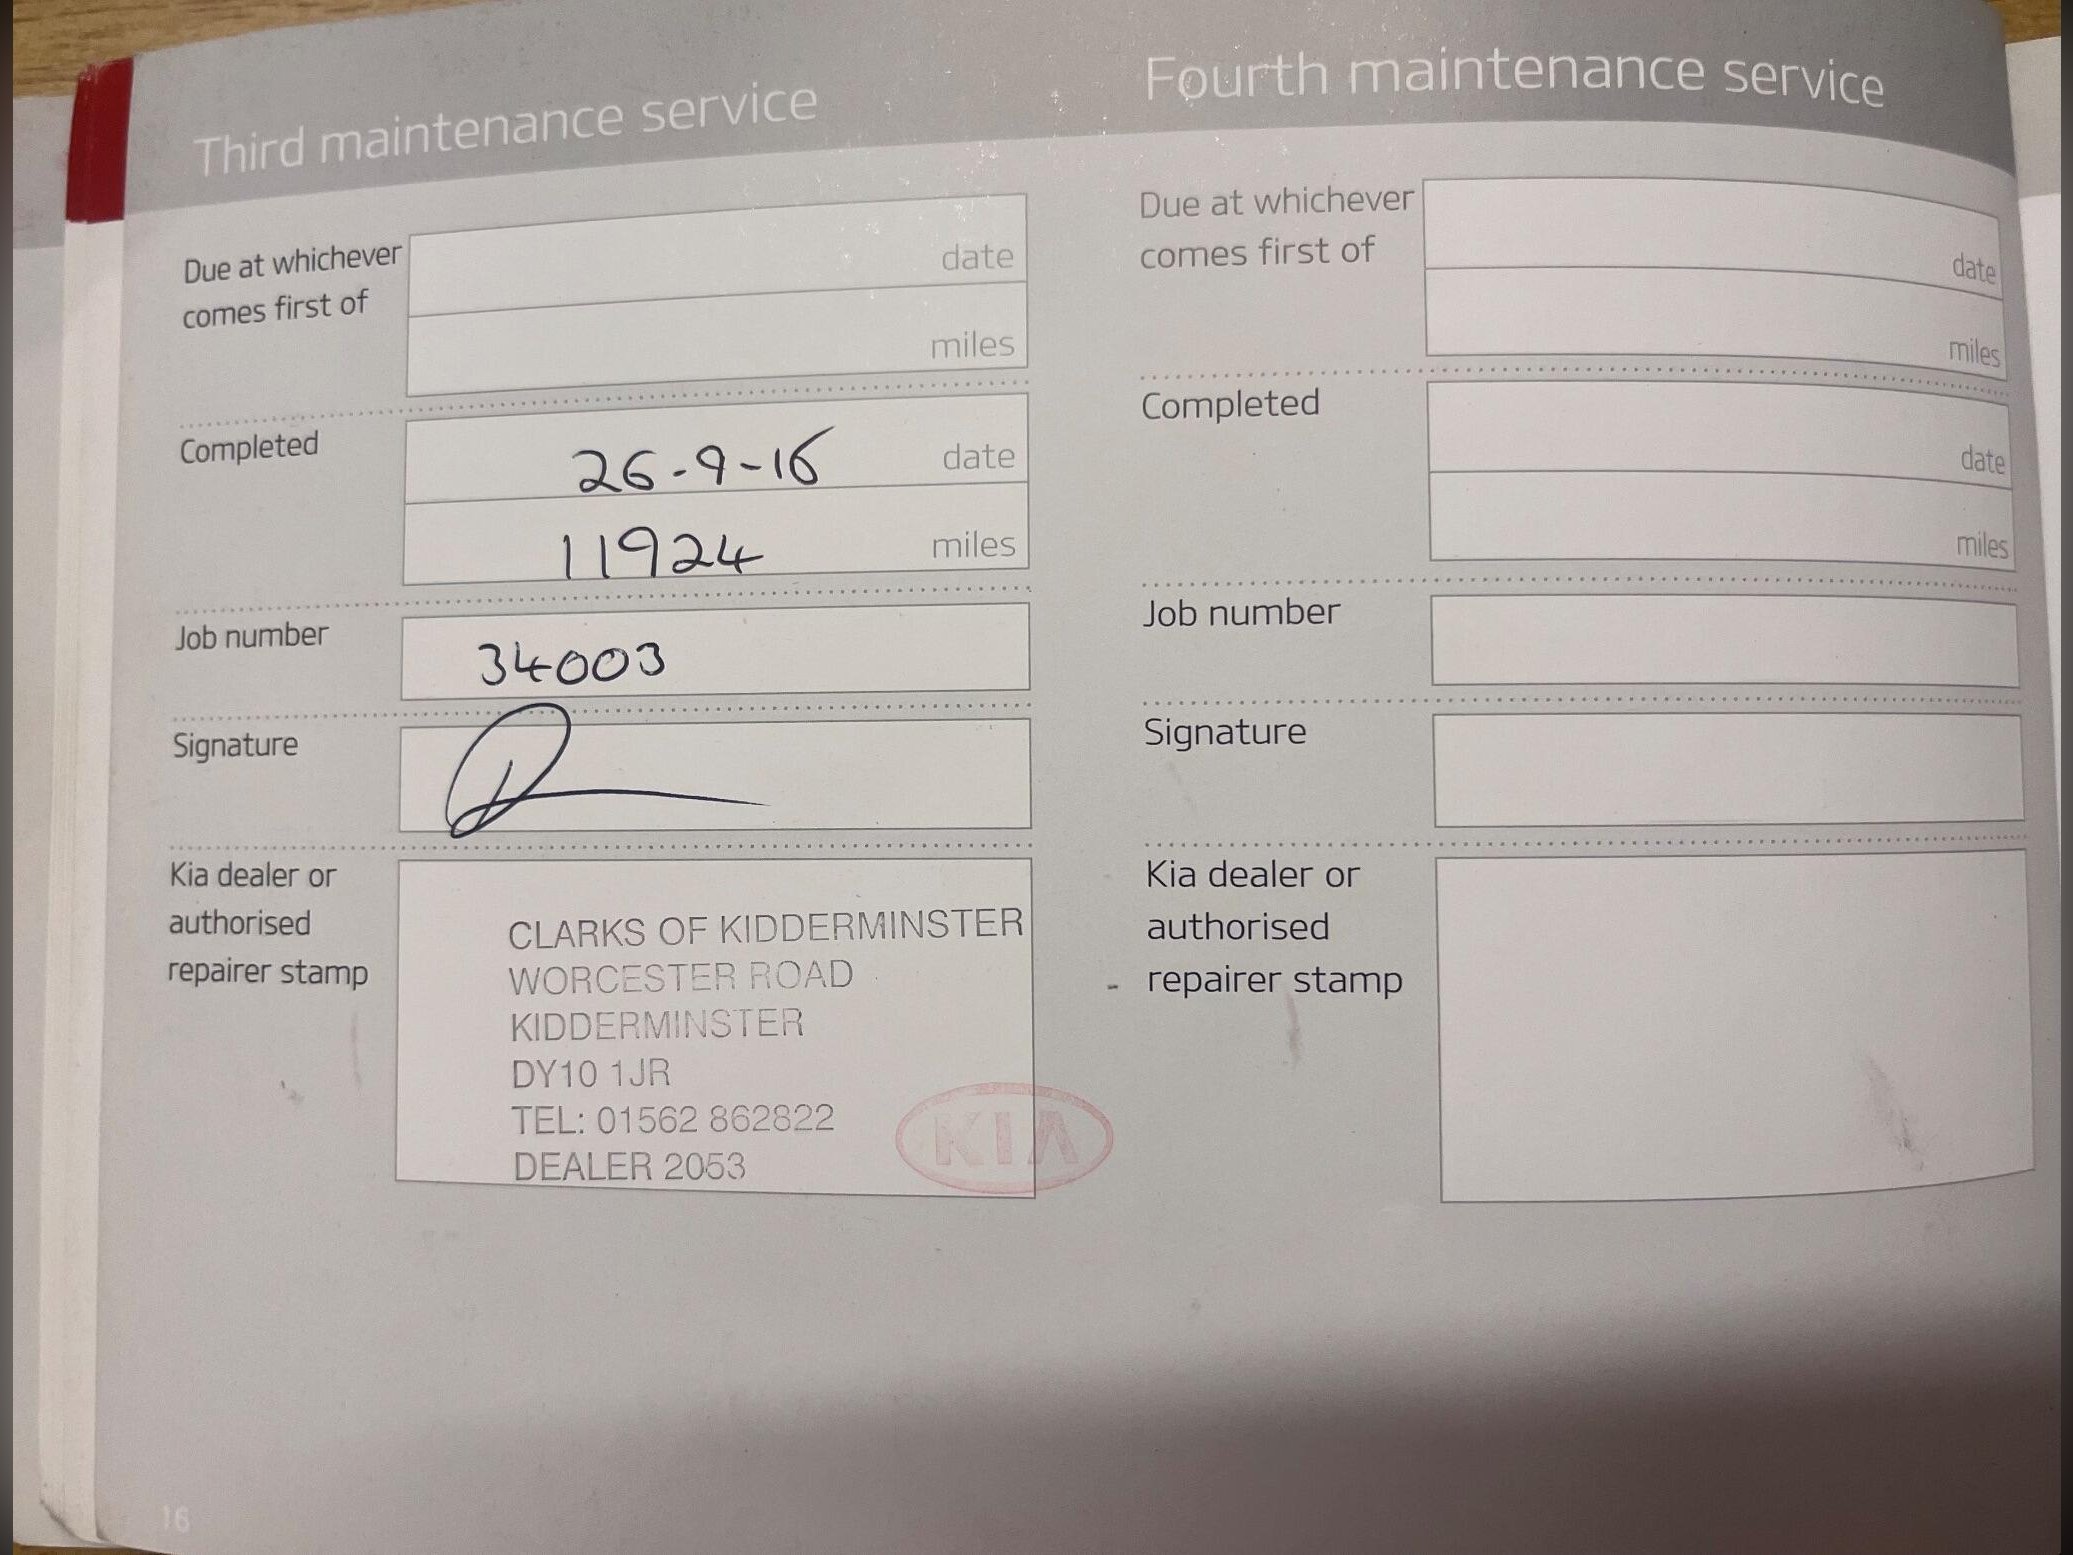 Third maintenance service
Due at whichever
comes first of
date
miles
Completed
26-9-16 date
11924 miles
Job number
34003
Signature
Kia dealer or
authorised
repairer stamp
CLARKS OF KIDDERMINSTER
WORCESTER ROAD
KIDDERMINSTER
DY10 1JR
TEL: 01562 862822
DEALER 2053
KIA
16
Fourth maintenance service
Due at whichever
comes first of
date
miles
Completed
date
miles
Job number
Signature
Kia dealer or
authorised
repairer stamp